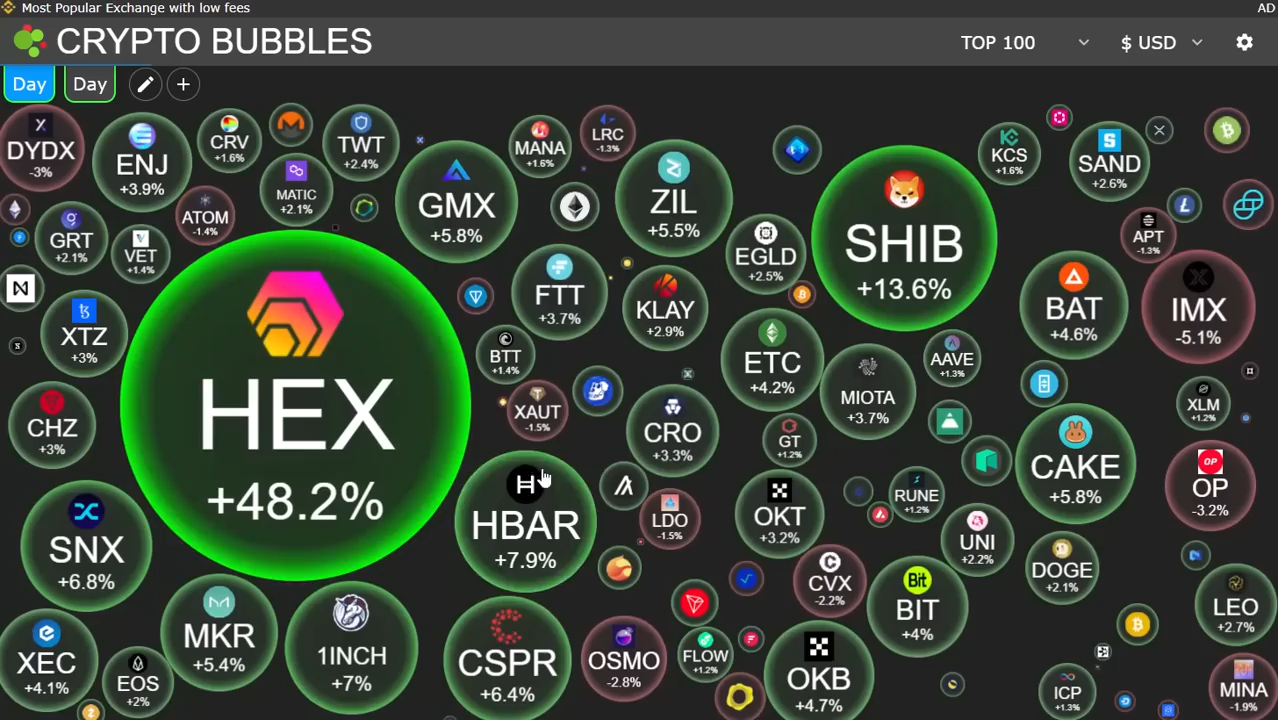 Most Popular Exchange with low fees
AD
CRYPTO BUBBLES
TOP 100
$ USD
Day
Day
DYDX
-3%
ENJ
+3.9%
CRV
+1.6%
TWT
+2.4%
MATIC
+2.1%
ATOM
-1.4%
GRT
+2.1%
VET
+1.4%
XTZ
+3%
CHZ
+3%
HEX
+48.2%
GMX
+5.8%
MANA
+1.6%
LRC
-1.3%
ZIL
+5.5%
FTT
+3.7%
KLAY
+2.9%
EGLD
+2.5%
SHIB
+13.6%
KCS
+1.6%
SAND
+2.6%
APT
-1.3%
IMX
-5.1%
BAT
+4.6%
BTT
+1.4%
XAUT
-1.5%
ETC
+4.2%
MIOTA
+3.7%
AAVE
+1.3%
XLM
+1.2%
CRO
+3.3%
GT
+1.2%
CAKE
+5.8%
OP
-3.2%
HBAR
+7.9%
LDO
-1.5%
OKT
+3.2%
RUNE
+1.2%
UNI
+2.2%
DOGE
+2.1%
SNX
+6.8%
MKR
+5.4%
1INCH
+7%
CSPR
+6.4%
OSMO
-2.8%
FLOW
+1.2%
CVX
-2.2%
Bit
BIT
+4%
LEO
+2.7%
XEC
+4.1%
EOS
+2%
OKB
+4.7%
ICP
+1.3%
MINA
-1.9%